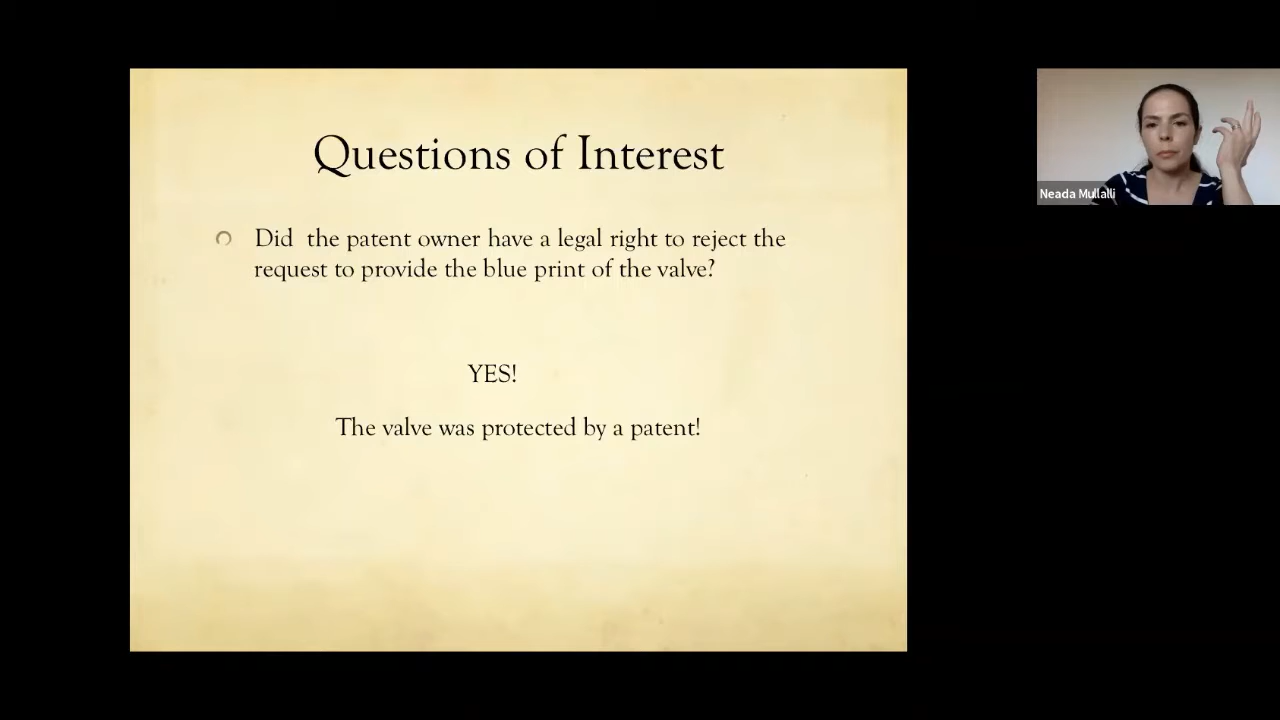 Questions of Interest
Did the patent owner have a legal right to reject the
request to provide the blue print of the valve?
YES!
The valve was protected by a patent!
Neada Mullalli